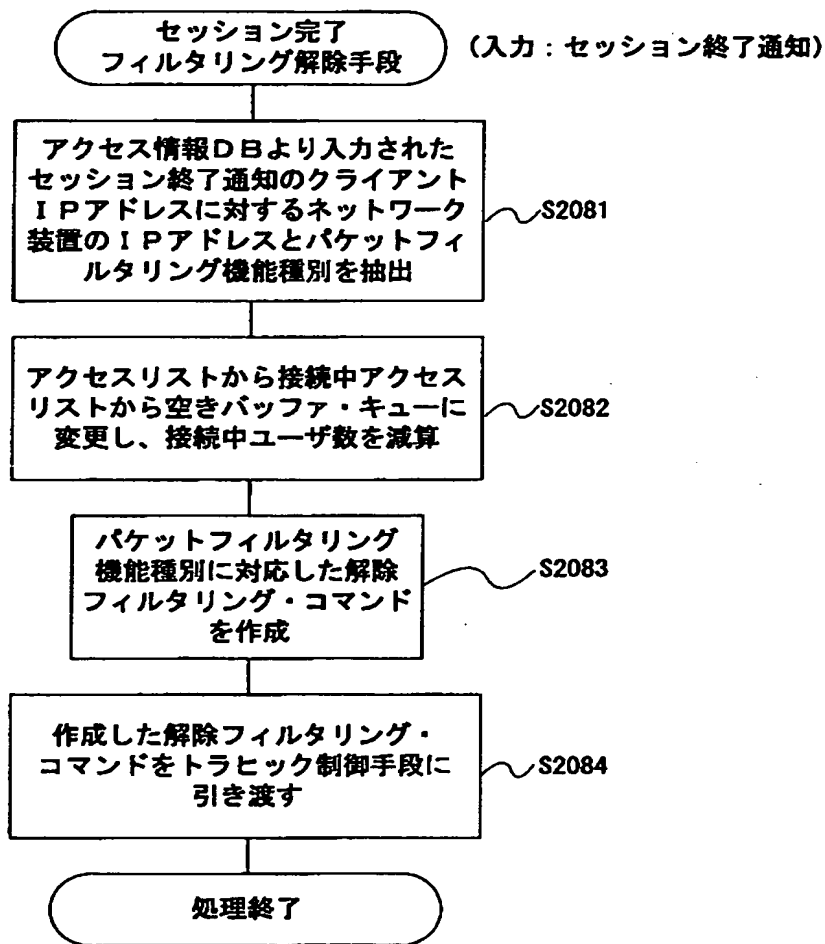 セッション完了
フィルタリング解除手段
(入力:セッション終了通知)
アクセス情報DBより入力された
セッション終了通知のクライアント
IPアドレスに対するネットワーク
装置のIPアドレスとパケットフィ
ルタリング機能種別を抽出
S2081
アクセスリストから接続中アクセス
リストから空きバッファ・キューに
変更し、接続中ユーザ数を減算
S2082
パケットフィルタリング
機能種別に対応した解除
フィルタリング・コマンド
を作成
S2083
作成した解除フィルタリング・
コマンドをトラヒック制御手段に
引き渡す
S2084
処理終了